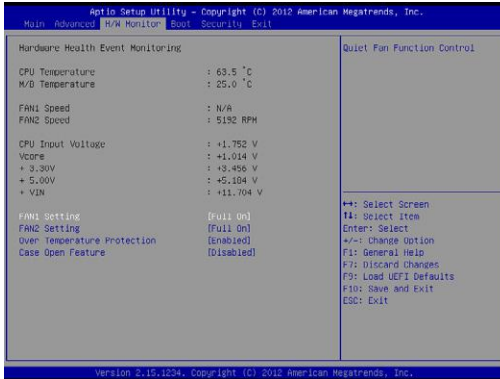 Aptio Setup Utility – Copyright (C) 2012 American Megatrends, Inc.
Main Advanced H/W Monitor Boot Security Exit
Hardware Health Event Monitoring
Quiet Fan Function Control
CPU Temperature : 63.5 °C
M/B Temperature : 25.0 °C
FAN1 Speed : N/A
FAN2 Speed : 5192 RPM
CPU Input Voltage : +1.752 V
Vcore : +1.014 V
+ 3.30V : +3.456 V
+ 5.00V : +5.184 V
+ VIN : +11.704 V
FAN1 Setting [Full On]
FAN2 Setting [Full On]
Over Temperature Protection [Enabled]
Case Open Feature [Disabled]
↔: Select Screen
↑↓: Select Item
Enter: Select
+/-: Change Option
F1: General Help
F7: Discard Changes
F9: Load UEFI Defaults
F10: Save and Exit
ESC: Exit
Version 2.15.1234. Copyright (C) 2012 American Megatrends, Inc.